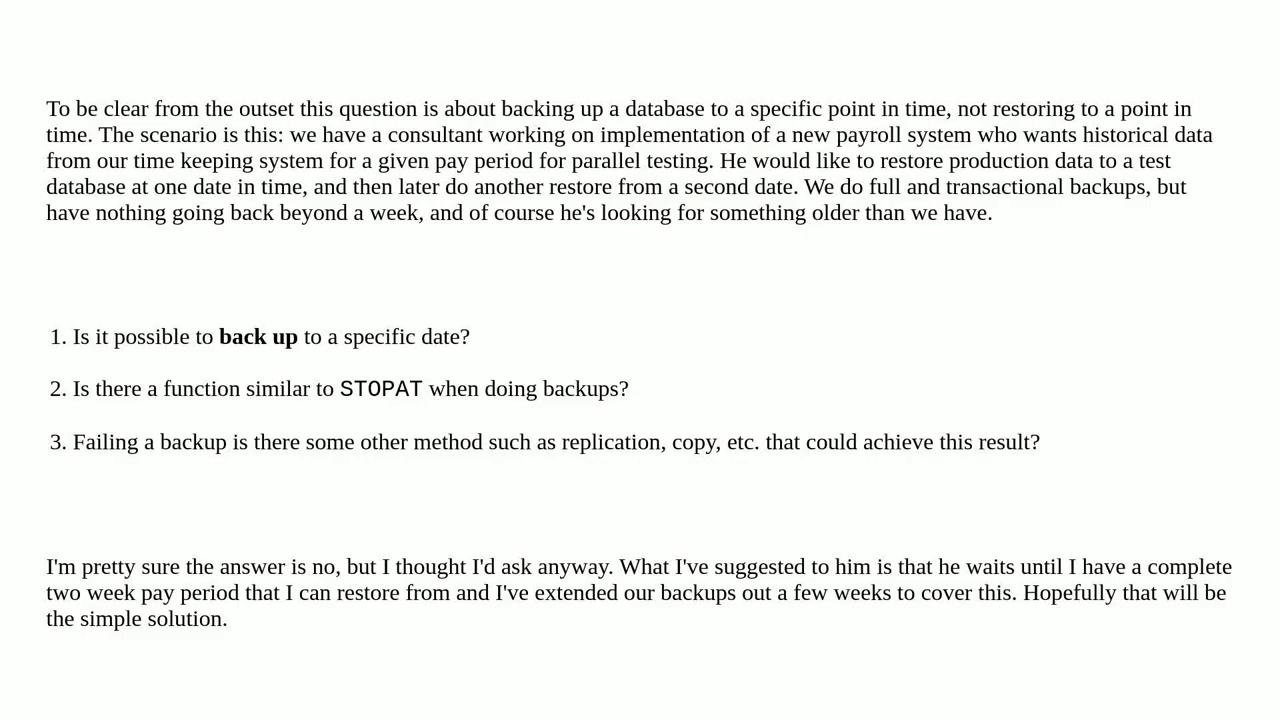 To be clear from the outset this question is about backing up a database to a specific point in time, not restoring to a point in
time. The scenario is this: we have a consultant working on implementation of a new payroll system who wants historical data
from our time keeping system for a given pay period for parallel testing. He would like to restore production data to a test
database at one date in time, and then later do another restore from a second date. We do full and transactional backups, but
have nothing going back beyond a week, and of course he's looking for something older than we have.
1. Is it possible to back up to a specific date?
2. Is there a function similar to STOPAT when doing backups?
3. Failing a backup is there some other method such as replication, copy, etc. that could achieve this result?
I'm pretty sure the answer is no, but I thought I'd ask anyway. What I've suggested to him is that he waits until I have a complete
two week pay period that I can restore from and I've extended our backups out a few weeks to cover this. Hopefully that will be
the simple solution.